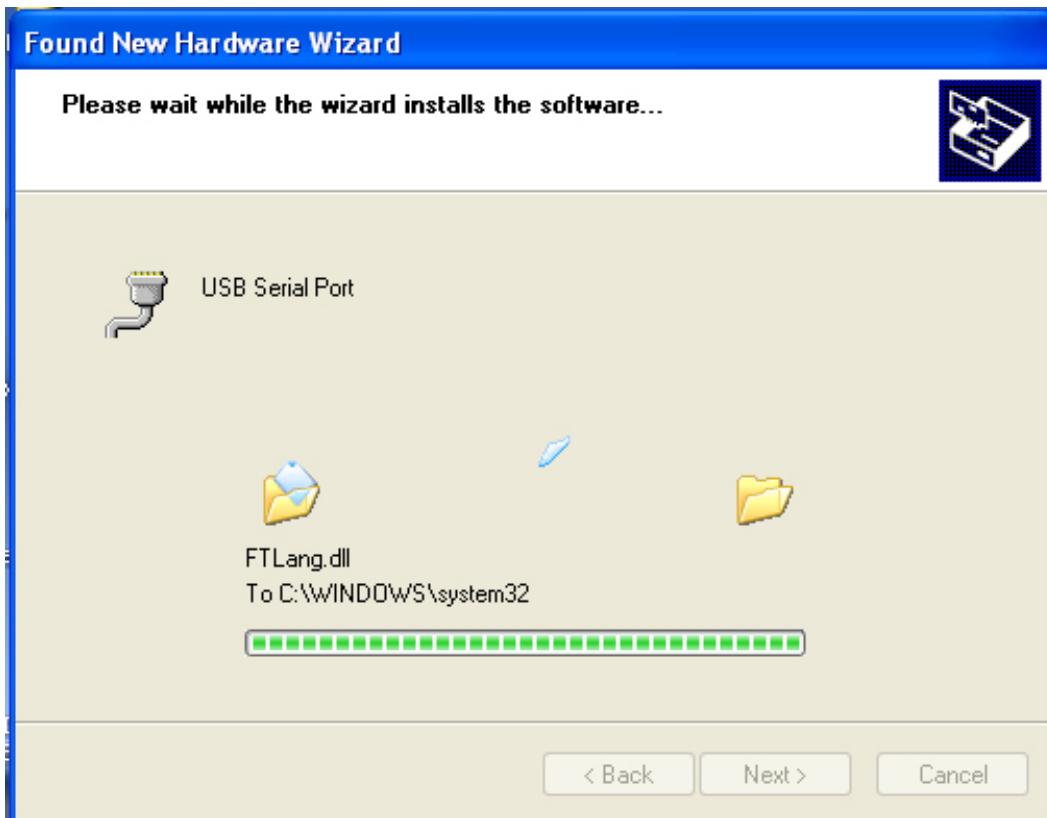 Found New Hardware Wizard
Please wait while the wizard installs the software...
USB Serial Port
FTLang.dll
To C:\WINDOWS\system32
< Back
Next >
Cancel